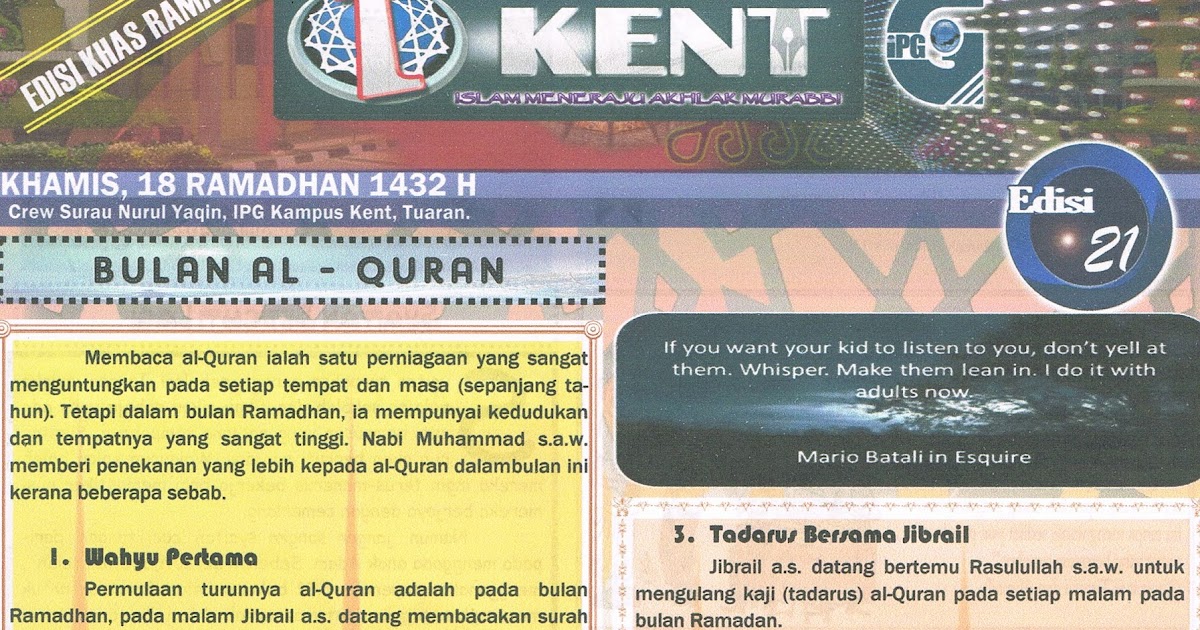 EDISI KHAS
KENT
ISLAM MENERAJU AKHLAK MURABBI
iPG
KHAMIS, 18 RAMADHAN 1432 H
Crew Surau Nurul Yaqin, IPG Kampus Kent, Tuaran.
Edisi
21
BULAN AL - QURAN
Membaca al-Quran ialah satu perniagaan yang sangat
menguntungkan pada setiap tempat dan masa (sepanjang ta-
hun). Tetapi dalam bulan Ramadhan, ia mempunyai kedudukan
dan tempatnya yang sangat tinggi. Nabi Muhammad s.a.w.
memberi penekanan yang lebih kepada al-Quran dalambulan ini
kerana beberapa sebab.
1. Wahyu Pertama
Permulaan turunnya al-Quran adalah pada bulan
Ramadhan, pada malam Jibrail a.s. datang membacakan surah
If you want your kid to listen to you, don't yell at
them. Whisper. Make them lean in. I do it with
adults now.
Mario Batali in Esquire
3. Tadarus Bersama Jibrail
Jibrail a.s. datang bertemu Rasulullah s.a.w. untuk
mengulang kaji (tadarus) al-Quran pada setiap malam pada
bulan Ramadan.